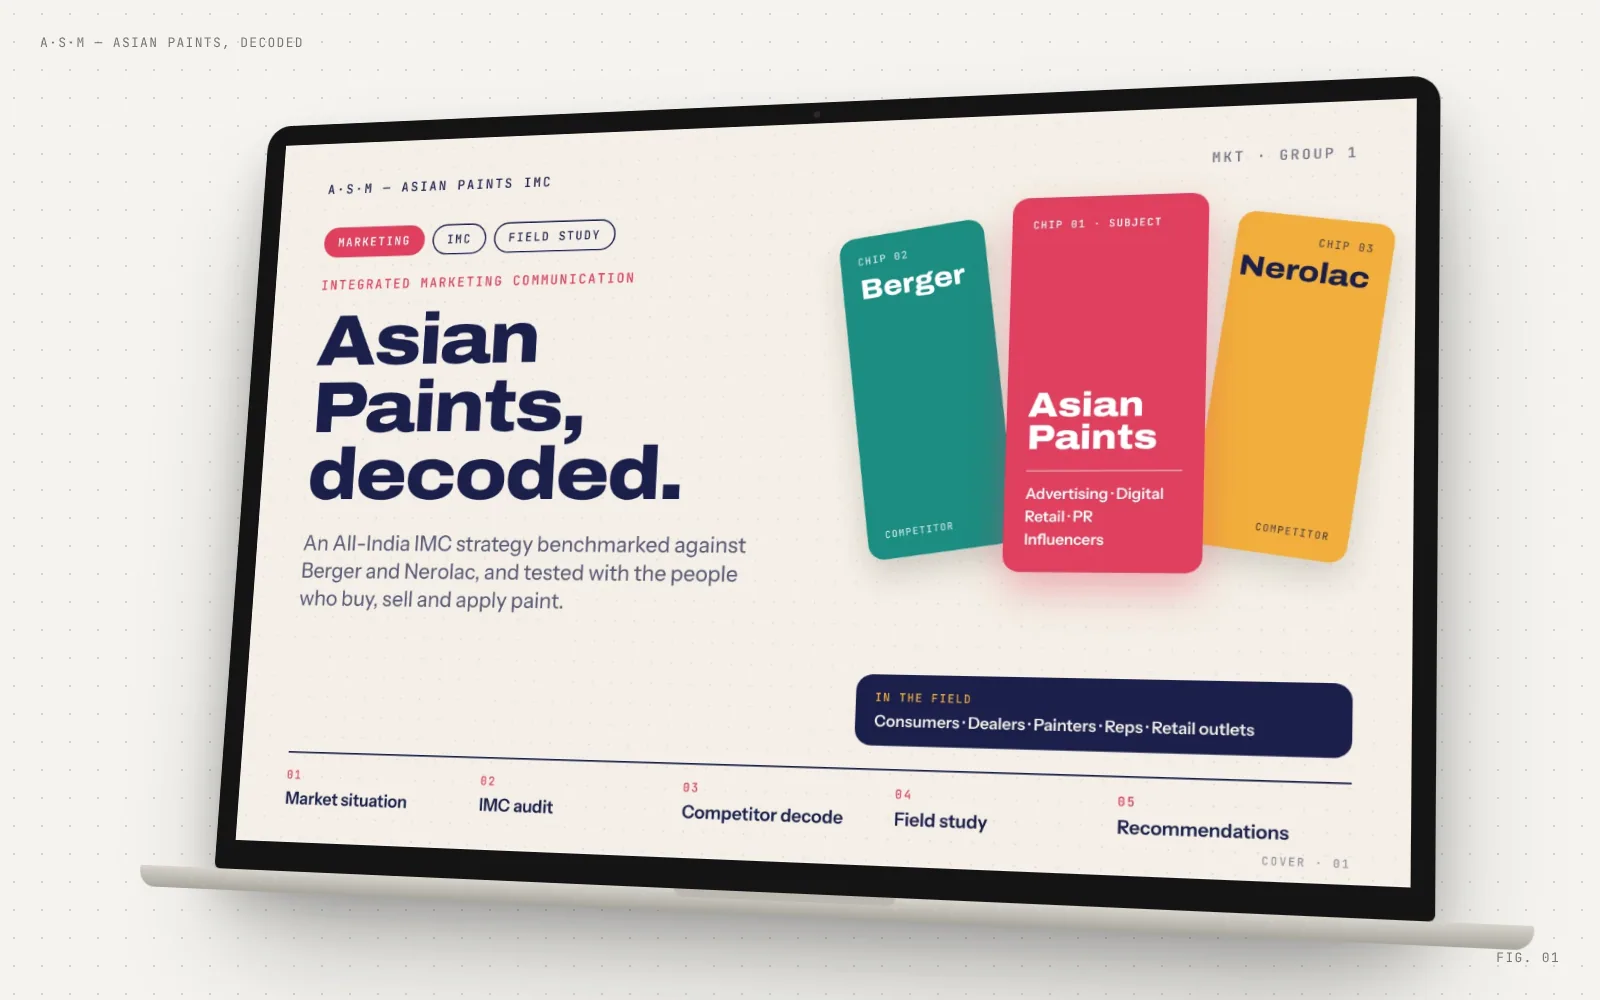 A·S·M — ASIAN PAINTS, DECODED
A·S·M — ASIAN PAINTS IMC
MKT · GROUP 1
MARKETING
IMC
FIELD STUDY
INTEGRATED MARKETING COMMUNICATION
Asian
Paints,
decoded.
An All-India IMC strategy benchmarked against
Berger and Nerolac, and tested with the people
who buy, sell and apply paint.
CHIP 02
Berger
COMPETITOR
CHIP 01 · SUBJECT
Asian
Paints
Advertising · Digital
Retail · PR
Influencers
CHIP 03
Nerolac
COMPETITOR
IN THE FIELD
Consumers · Dealers · Painters · Reps · Retail outlets
01
Market situation
02
IMC audit
03
Competitor decode
04
Field study
05
Recommendations
COVER · 01
FIG. 01